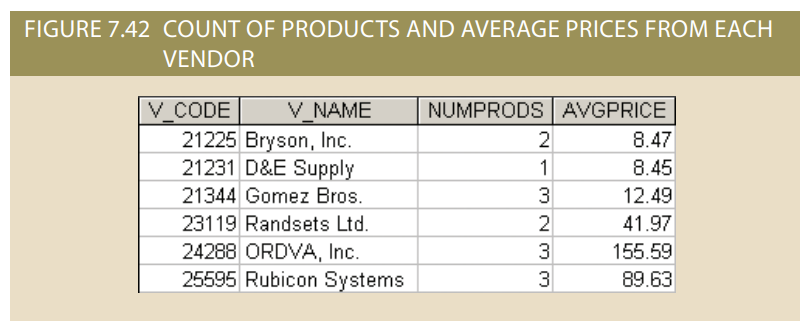 FIGURE 7.42 COUNT OF PRODUCTS AND AVERAGE PRICES FROM EACH
VENDOR
V_CODE V_NAME NUMPRODS AVGPRICE
21225 Bryson, Inc. 2 8.47
21231 D&E Supply 1 8.45
21344 Gomez Bros. 3 12.49
23119 Randsets Ltd. 2 41.97
24288 ORDVA, Inc. 3 155.59
25595 Rubicon Systems 3 89.63